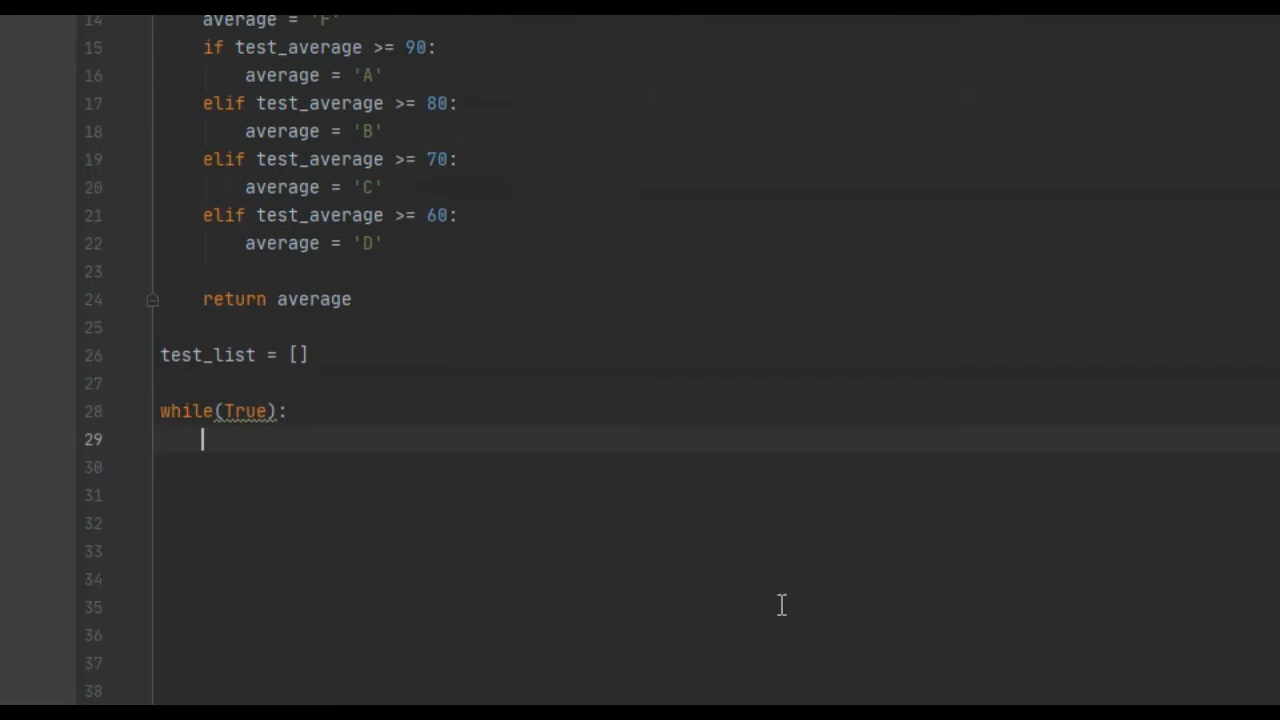 14 average = 'F'
15 if test_average >= 90:
16 average = 'A'
17 elif test_average >= 80:
18 average = 'B'
19 elif test_average >= 70:
20 average = 'C'
21 elif test_average >= 60:
22 average = 'D'
23
24 return average
25
26 test_list = []
27
28 while(True):
29
30
31
32
33
34
35
36
37
38